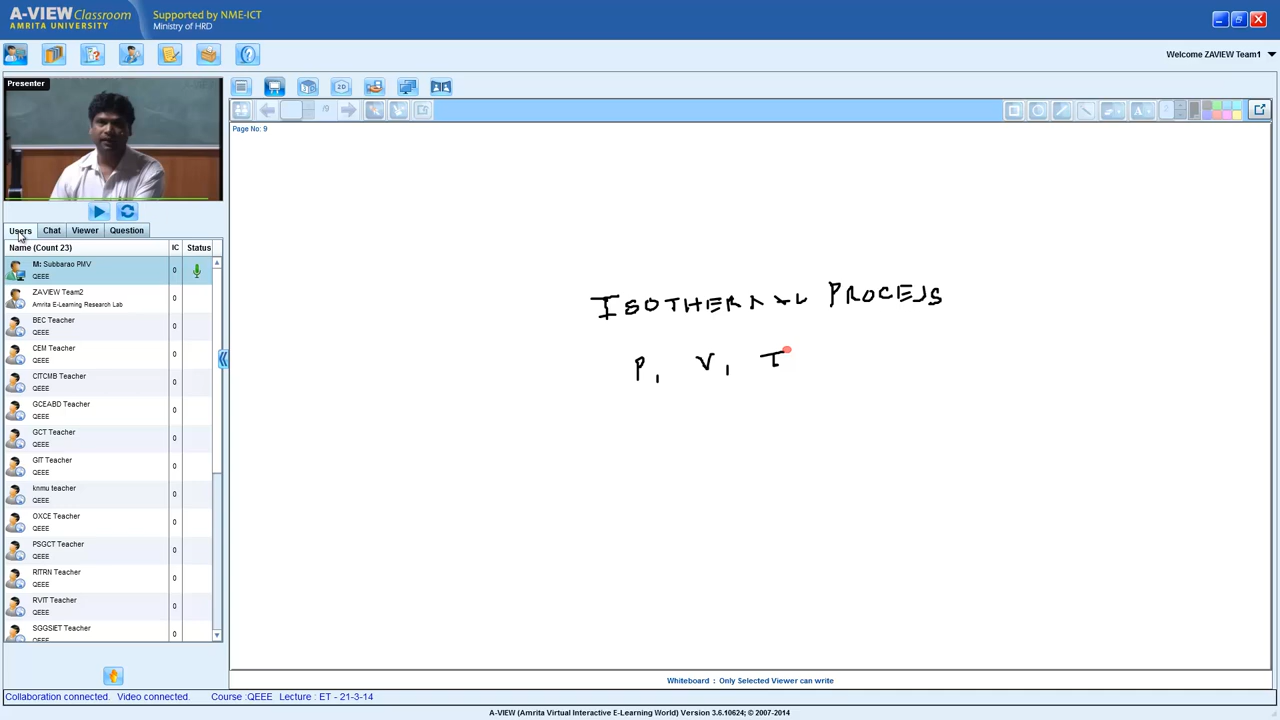 A-VIEW Classroom
AMRITA UNIVERSITY
Supported by NME-ICT
Ministry of HRD
Welcome ZAVIEW Team1
Presenter
2D
/9
Page No: 9
Users Chat Viewer Question
Name (Count 23) IC Status
M: Subbarao PMV
QEEE
0
ZAVIEW Team2
Amrita E-Learning Research Lab
0
BEC Teacher
QEEE
0
CEM Teacher
QEEE
0
CITCMB Teacher
QEEE
0
GCEABD Teacher
QEEE
0
GCT Teacher
QEEE
0
GIT Teacher
QEEE
0
knmu teacher
QEEE
0
OXCE Teacher
QEEE
0
PSGCT Teacher
QEEE
0
RITRN Teacher
QEEE
0
RVIT Teacher
QEEE
0
SGGSIET Teacher
QEEE
0
ISOTHERMAL PROCESS
P, V, T
Whiteboard : Only Selected Viewer can write
Collaboration connected. Video connected. Course :QEEE Lecture : ET - 21-3-14
A-VIEW (Amrita Virtual Interactive E-Learning World) Version 3.6.10624; © 2007-2014